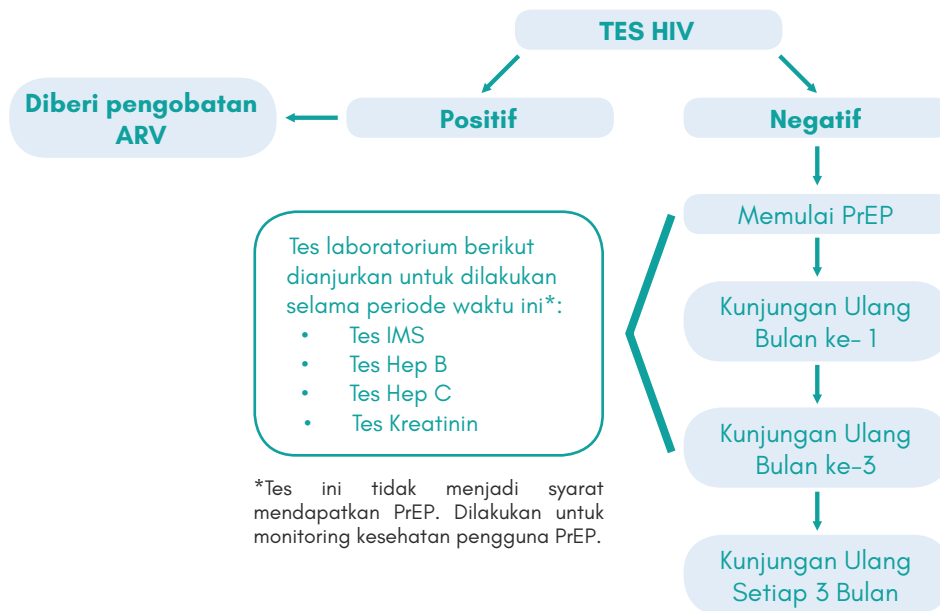 TES HIV
Diberi pengobatan
ARV
Positif
Negatif
Memulai PrEP
Tes laboratorium berikut
dianjurkan untuk dilakukan
selama periode waktu ini*:
• Tes IMS
• Tes Hep B
• Tes Hep C
• Tes Kreatinin
*Tes ini tidak menjadi syarat
mendapatkan PrEP. Dilakukan untuk
monitoring kesehatan pengguna PrEP.
Kunjungan Ulang
Bulan ke- 1
Kunjungan Ulang
Bulan ke-3
Kunjungan Ulang
Setiap 3 Bulan